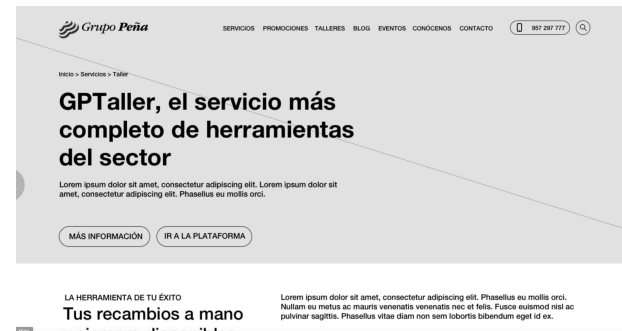 Grupo Peña
SERVICIOS PROMOCIONES TALLERES BLOG EVENTOS CONÓCENOS CONTACTO 957 297 777
Inicio > Servicios > Taller
GPTaller, el servicio más
completo de herramientas
del sector
Lorem ipsum dolor sit amet, consectetur adipiscing elit. Lorem ipsum dolor sit
amet, consectetur adipiscing elit. Phasellus eu mollis orci.
MÁS INFORMACIÓN IR A LA PLATAFORMA
LA HERRAMIENTA DE TU ÉXITO
Tus recambios a mano
Lorem ipsum dolor sit amet, consectetur adipiscing elit. Phasellus eu mollis orci.
Nullam eu metus ac mauris venenatis venenatis nec et felis. Fusce euismod nisl ac
pulvinar sagittis. Phasellus vitae diam non sem lobortis bibendum eget id ex.